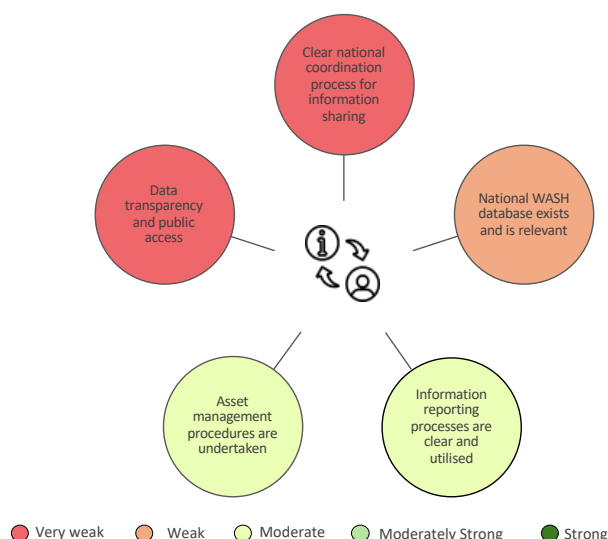 Clear national
coordination
process for
information
sharing
Data
transparency
and public
access
National WASH
database exists
and is relevant
Asset
management
procedures are
undertaken
Information
reporting
processes are
clear and
utilised
Very weak
Weak
Moderate
Moderately Strong
Strong